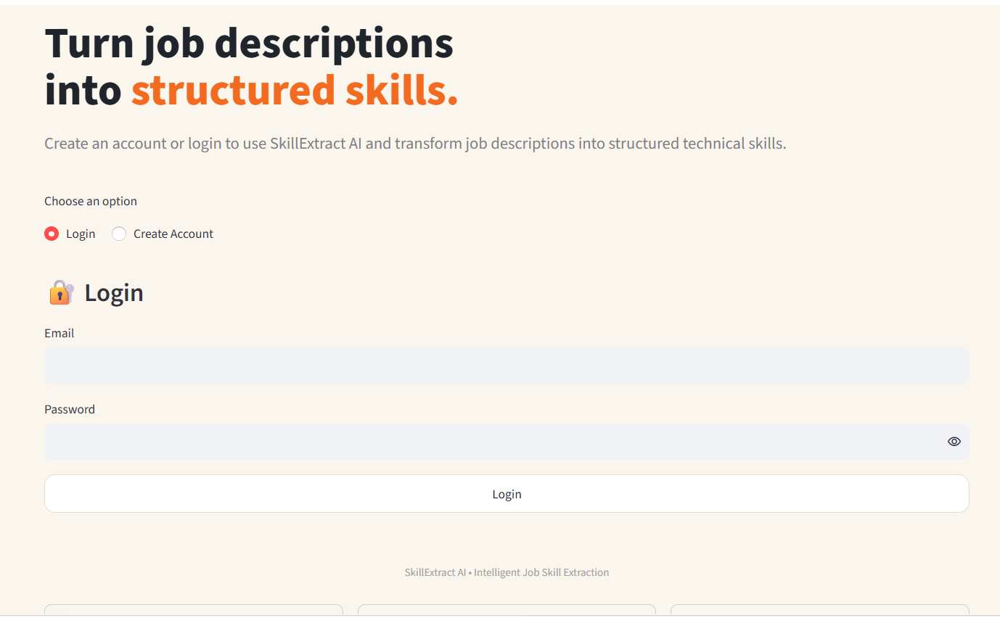 Turn job descriptions
into structured skills.
Create an account or login to use SkillExtract AI and transform job descriptions into structured technical skills.
Choose an option
Login Create Account
Login
Email
Password
Login
SkillExtract AI • Intelligent Job Skill Extraction